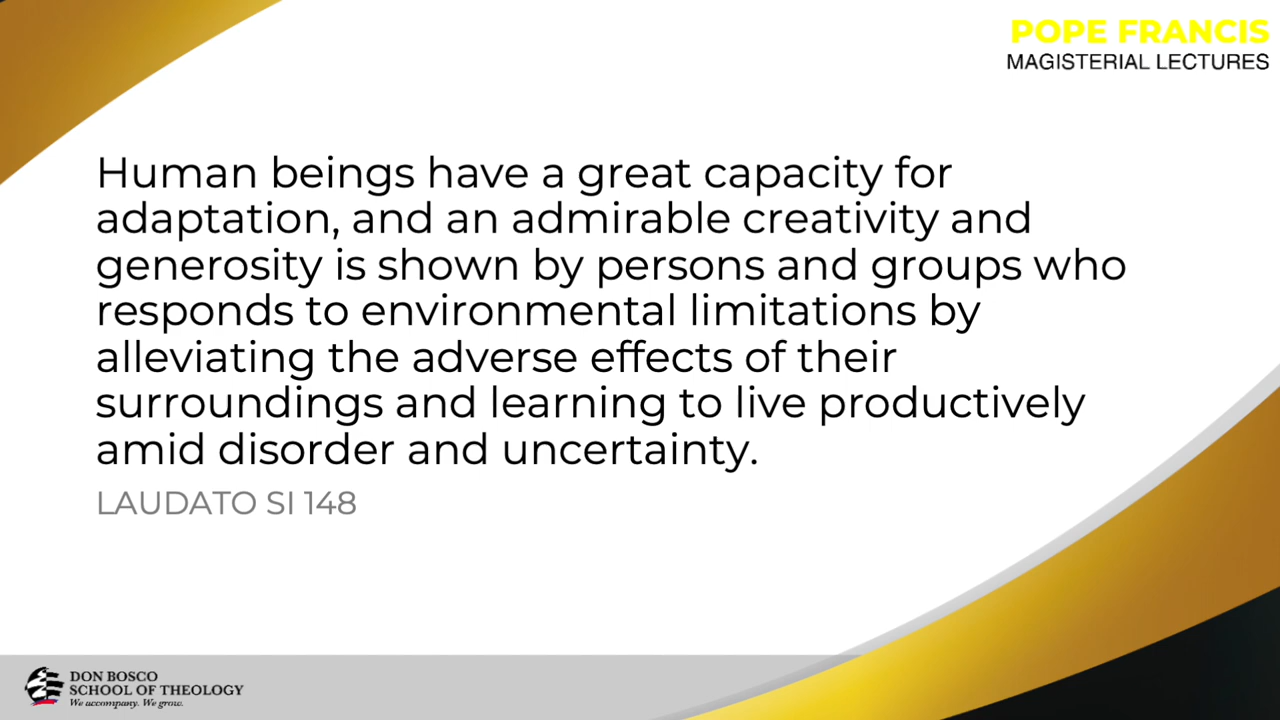 POPE FRANCIS
MAGISTERIAL LECTURES
Human beings have a great capacity for
adaptation, and an admirable creativity and
generosity is shown by persons and groups who
responds to environmental limitations by
alleviating the adverse effects of their
surroundings and learning to live productively
amid disorder and uncertainty.
LAUDATO SI 148
DON BOSCO
SCHOOL OF THEOLOGY
We accompany. We grow.